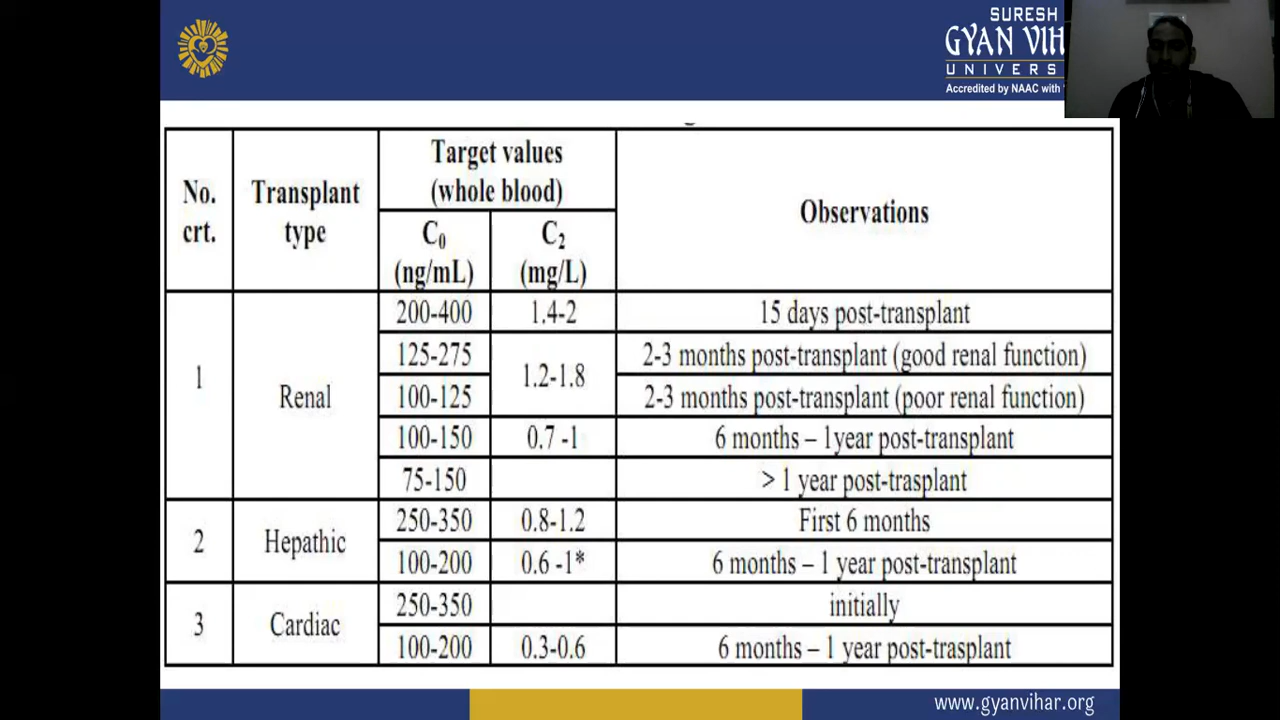 SURESH
GYAN VIH
UNIVERS
Accredited by NAAC with
No. crt.
Transplant type
Target values (whole blood)
C₀ (ng/mL)
C₂ (mg/L)
Observations
1
Renal
200-400 1.4-2 15 days post-transplant
125-275 1.2-1.8 2-3 months post-transplant (good renal function)
100-125 2-3 months post-transplant (poor renal function)
100-150 0.7 -1 6 months – 1year post-transplant
75-150 > 1 year post-trasplant
2
Hepathic
250-350 0.8-1.2 First 6 months
100-200 0.6 -1* 6 months – 1 year post-transplant
3
Cardiac
250-350 initially
100-200 0.3-0.6 6 months – 1 year post-trasplant
www.gyanvihar.org